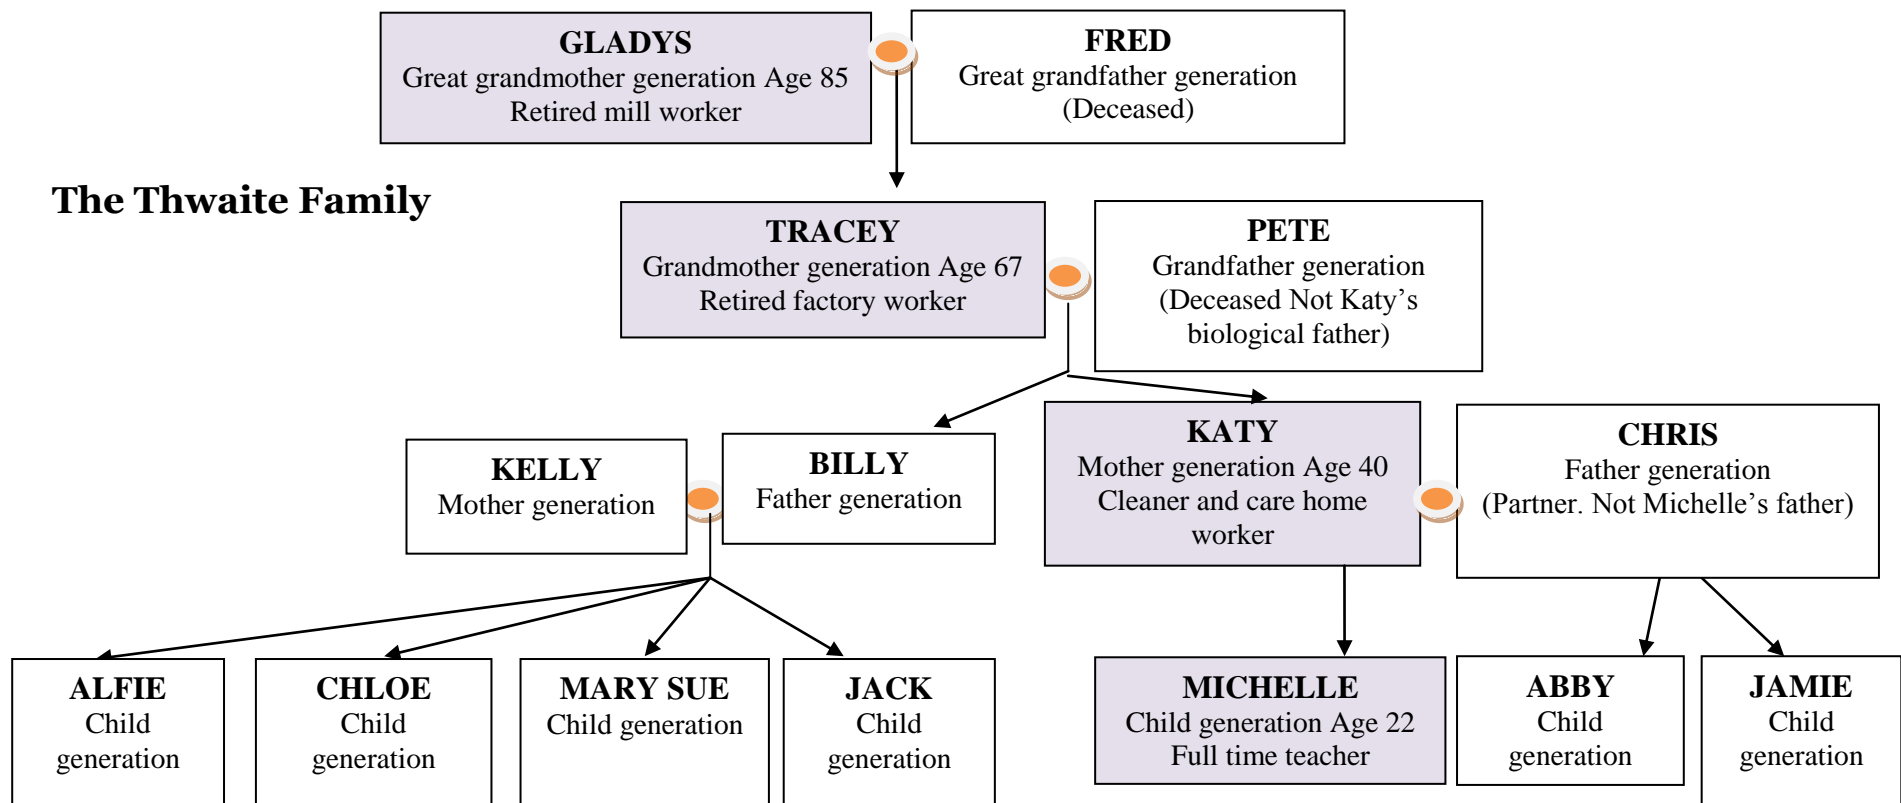 GLADYS
Great grandmother generation Age 85
Retired mill worker
FRED
Great grandfather generation
(Deceased)
The Thwaite Family
TRACEY
Grandmother generation Age 67
Retired factory worker
PETE
Grandfather generation
(Deceased Not Katy’s
biological father)
KELLY
Mother generation
BILLY
Father generation
KATY
Mother generation Age 40
Cleaner and care home
worker
CHRIS
Father generation
(Partner. Not Michelle’s father)
ALFIE
Child
generation
CHLOE
Child
generation
MARY SUE
Child generation
JACK
Child
generation
MICHELLE
Child generation Age 22
Full time teacher
ABBY
Child
generation
JAMIE
Child
generation